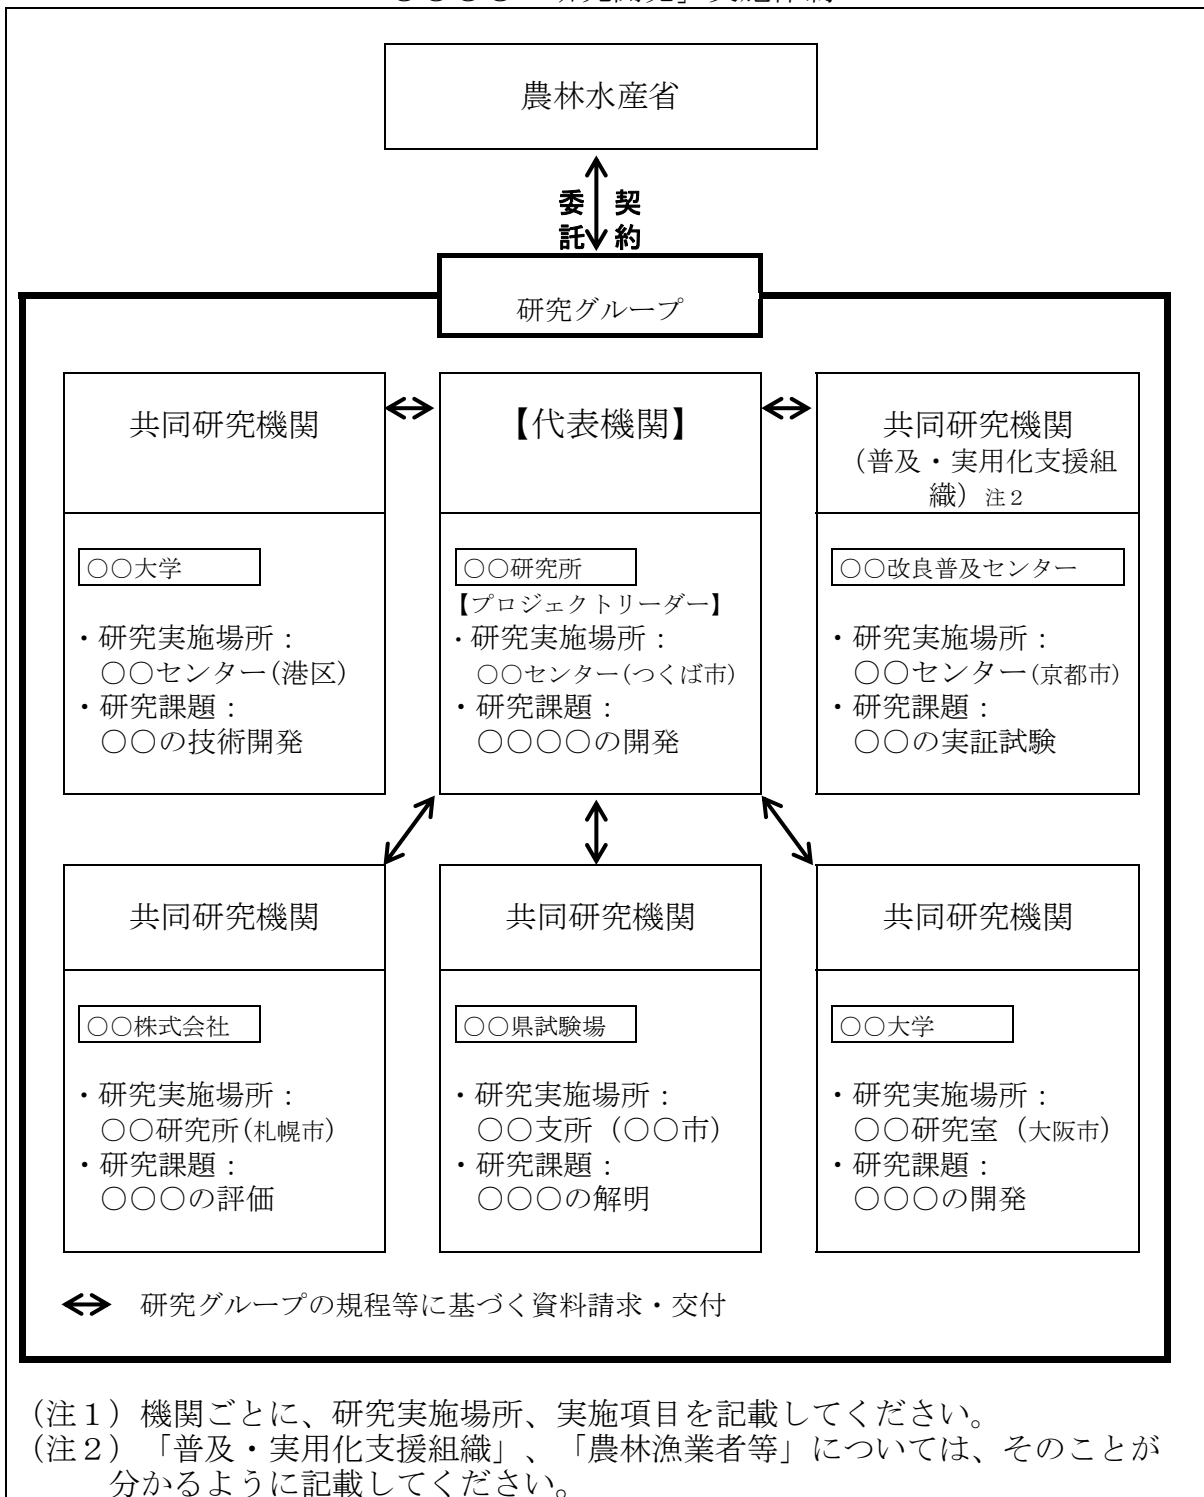 農林水産省
委 契
託 約
研究グループ
共同研究機関
【代表機関】
共同研究機関
（普及・実用化支援組
織）注２
○○大学
・研究実施場所：
○○センター(港区)
・研究課題：
○○の技術開発
○○研究所
【プロジェクトリーダー】
・研究実施場所：
○○センター(つくば市)
・研究課題：
○○○○の開発
○○改良普及センター
・研究実施場所：
○○センター(京都市)
・研究課題：
○○の実証試験
共同研究機関
共同研究機関
共同研究機関
○○株式会社
・研究実施場所：
○○研究所(札幌市)
・研究課題：
○○○の評価
○○県試験場
・研究実施場所：
○○支所（○○市）
・研究課題：
○○○の解明
○○大学
・研究実施場所：
○○研究室（大阪市）
・研究課題：
○○○の開発
研究グループの規程等に基づく資料請求・交付
（注１）機関ごとに、研究実施場所、実施項目を記載してください。
（注２）「普及・実用化支援組織」、「農林漁業者等」については、そのことが
分かるように記載してください。